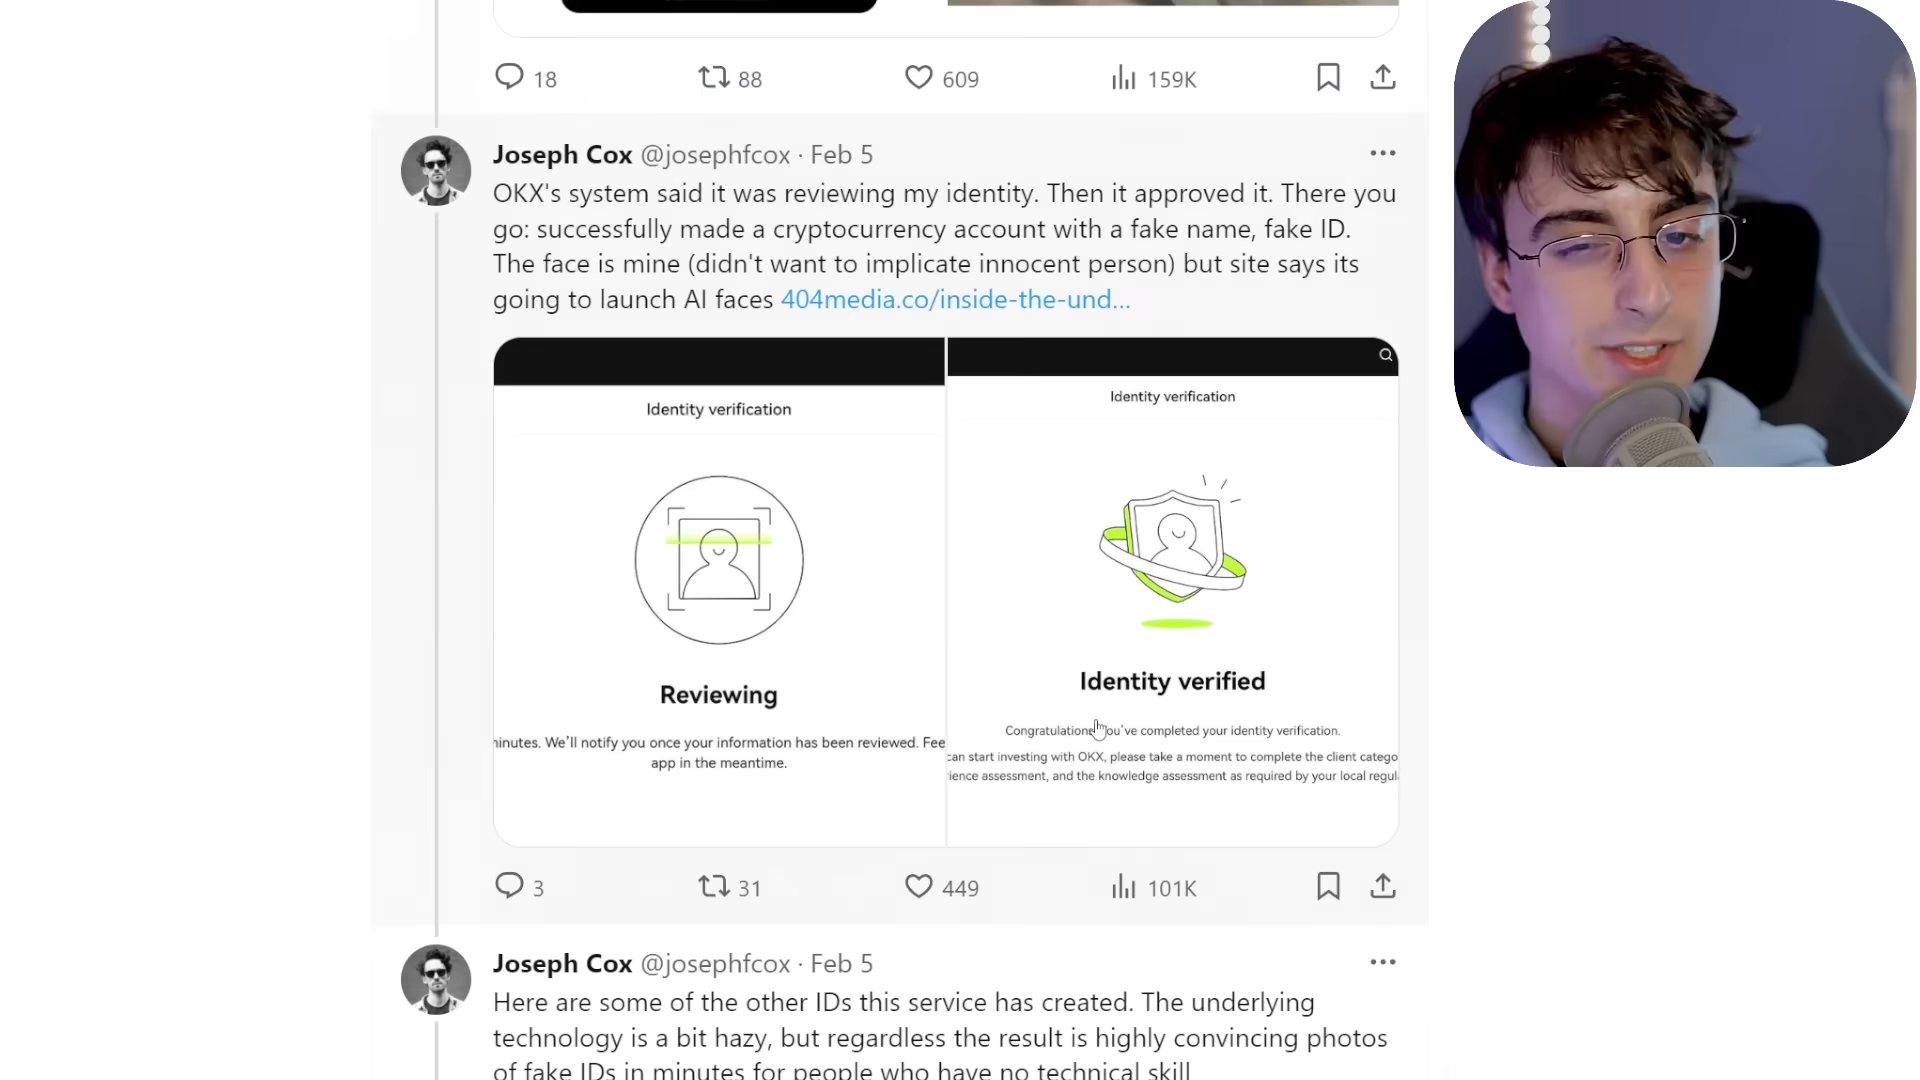 18 88 609 159K
Joseph Cox @josephfcox · Feb 5
OKX's system said it was reviewing my identity. Then it approved it. There you
go: successfully made a cryptocurrency account with a fake name, fake ID.
The face is mine (didn't want to implicate innocent person) but site says its
going to launch AI faces 404media.co/inside-the-und...
Identity verification
Reviewing
We'll notify you once your information has been reviewed. Fee
app in the meantime.
Identity verification
Identity verified
Congratulations you've completed your identity verification.
can start investing with OKX, please take a moment to complete the client catego
ience assessment, and the knowledge assessment as required by your local regul
3 31 449 101K
Joseph Cox @josephfcox · Feb 5
Here are some of the other IDs this service has created. The underlying
technology is a bit hazy, but regardless the result is highly convincing photos
of fake IDs in minutes for people who have no technical skill